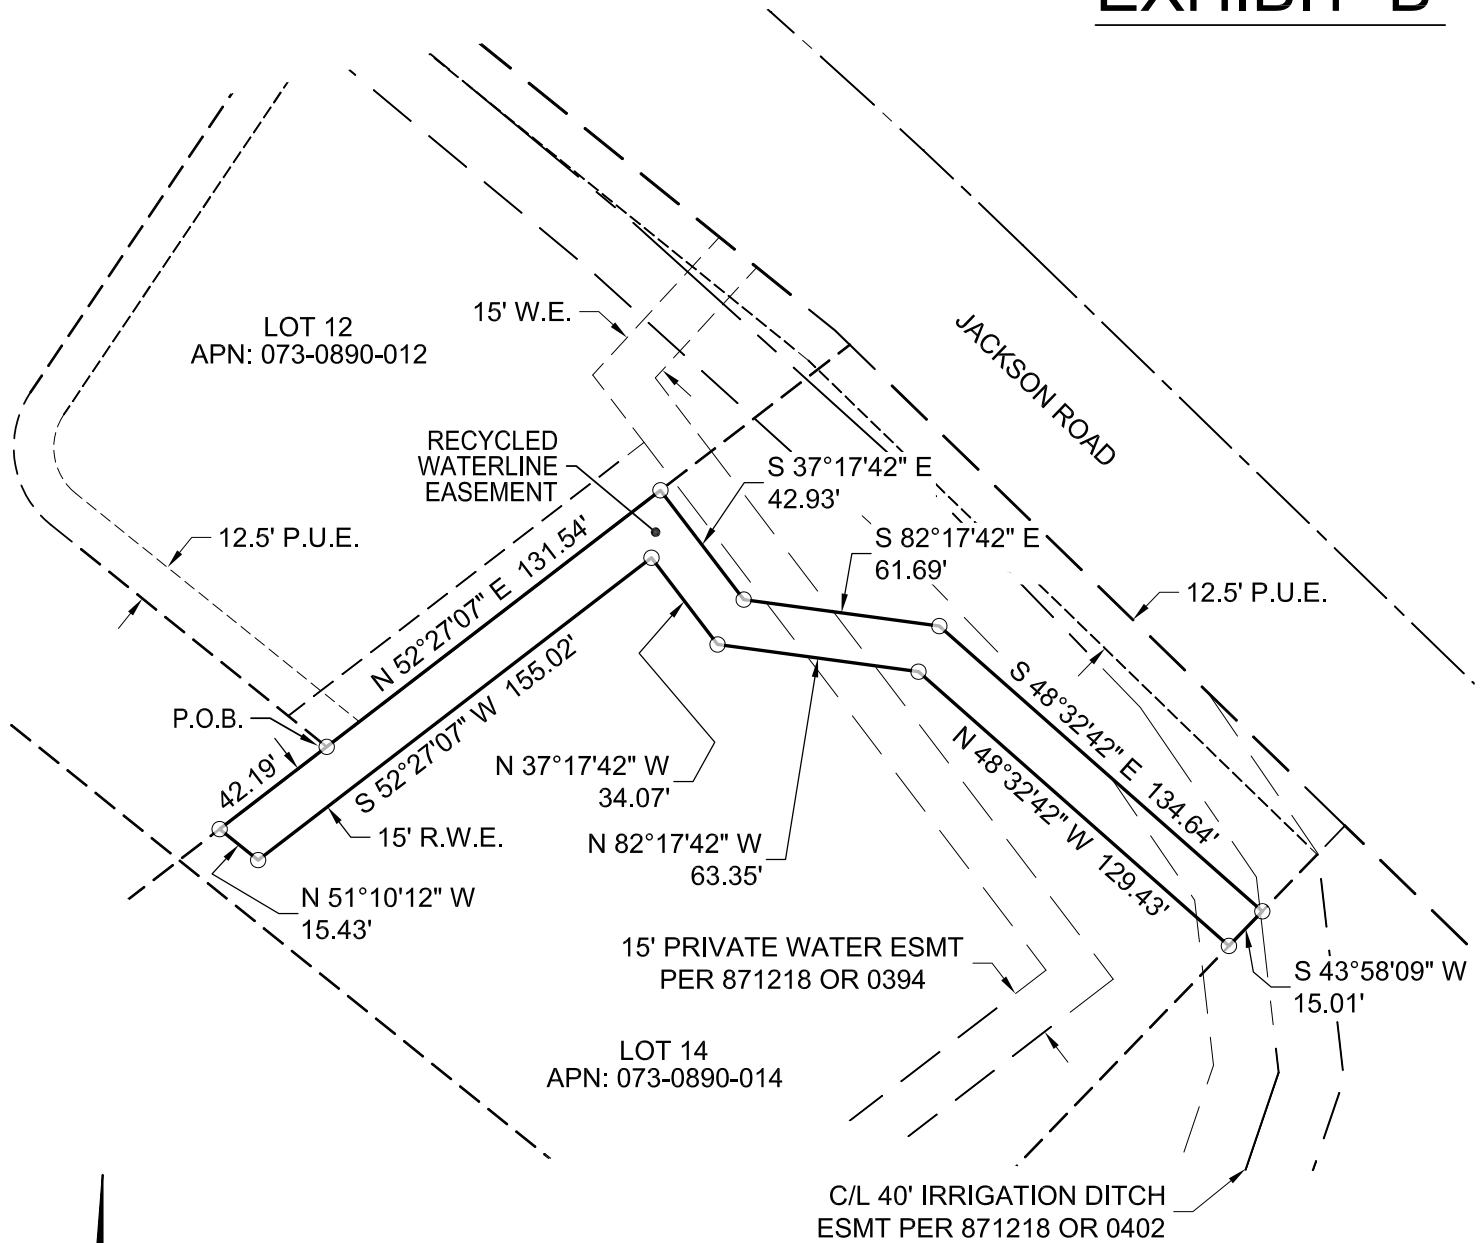 EXHIBIT "B"
15' W.E.
LOT 12
APN: 073-0890-012
JACKSON ROAD
RECYCLED
WATERLINE
EASEMENT
S 37°17'42" E
42.93'
12.5' P.U.E.
S 82°17'42" E
61.69'
12.5' P.U.E.
N 52°27'07" E 131.54'
S 52°27'07" W 155.02'
P.O.B.
42.19'
S 48°32'42" E 134.64'
N 48°32'42" W 129.43'
N 37°17'42" W
34.07'
15' R.W.E.
N 82°17'42" W
63.35'
N 51°10'12" W
15.43'
15' PRIVATE WATER ESMT
PER 871218 OR 0394
S 43°58'09" W
15.01'
LOT 14
APN: 073-0890-014
C/L 40' IRRIGATION DITCH
ESMT PER 871218 OR 0402